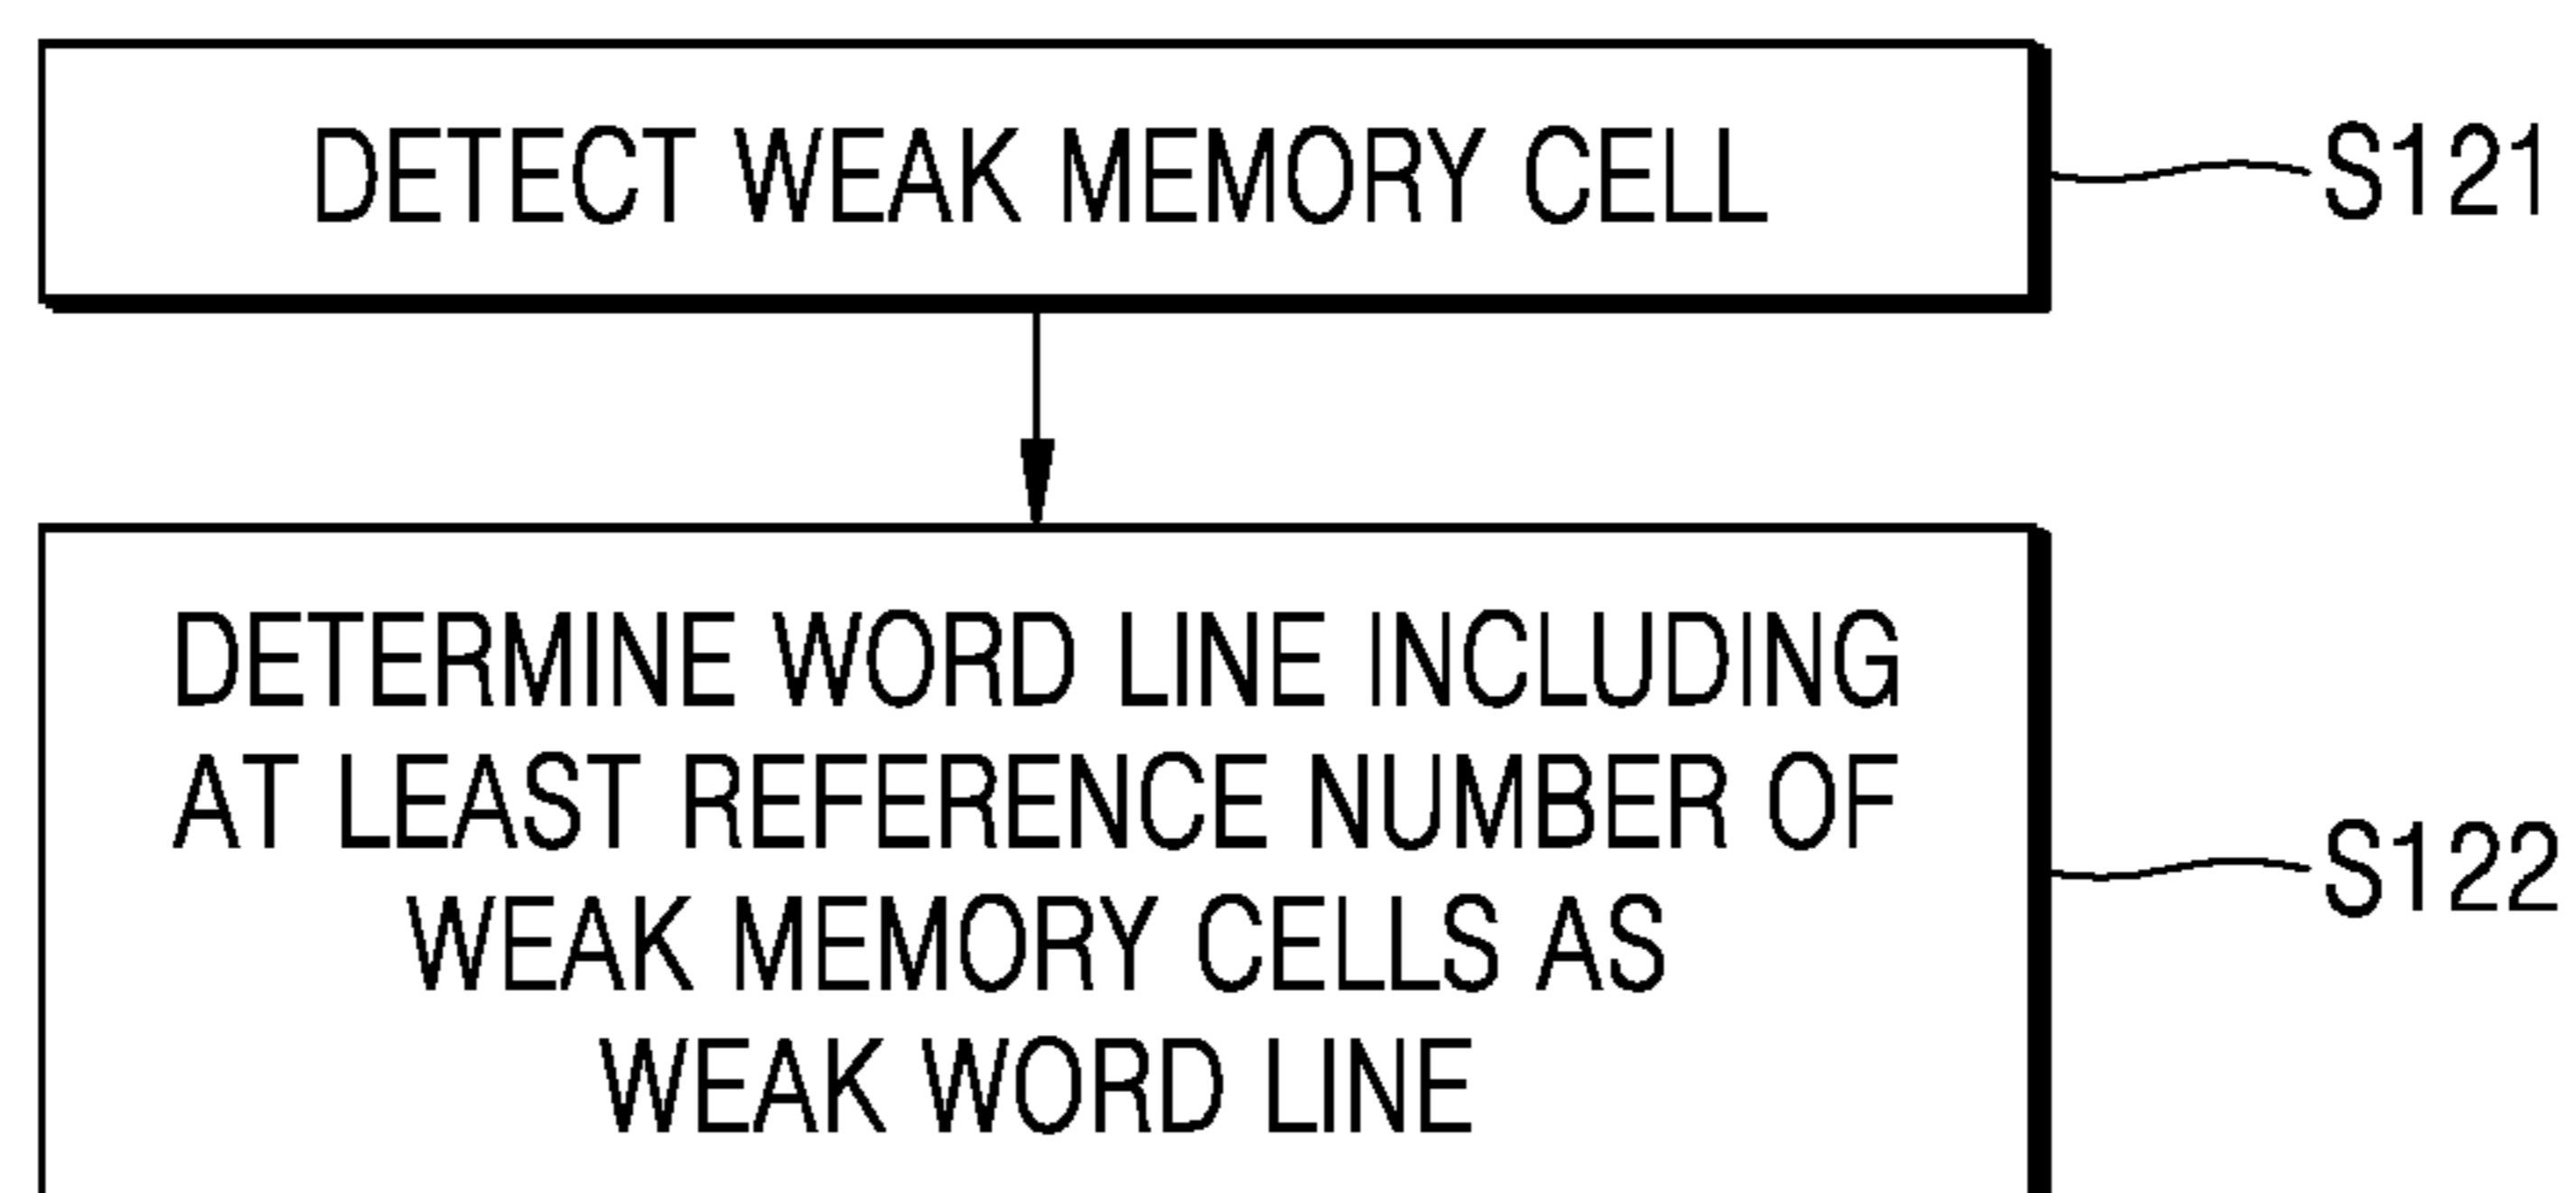 DETECT WEAK MEMORY CELL
S121
DETERMINE WORD LINE INCLUDING
AT LEAST REFERENCE NUMBER OF
WEAK MEMORY CELLS AS
WEAK WORD LINE
S122